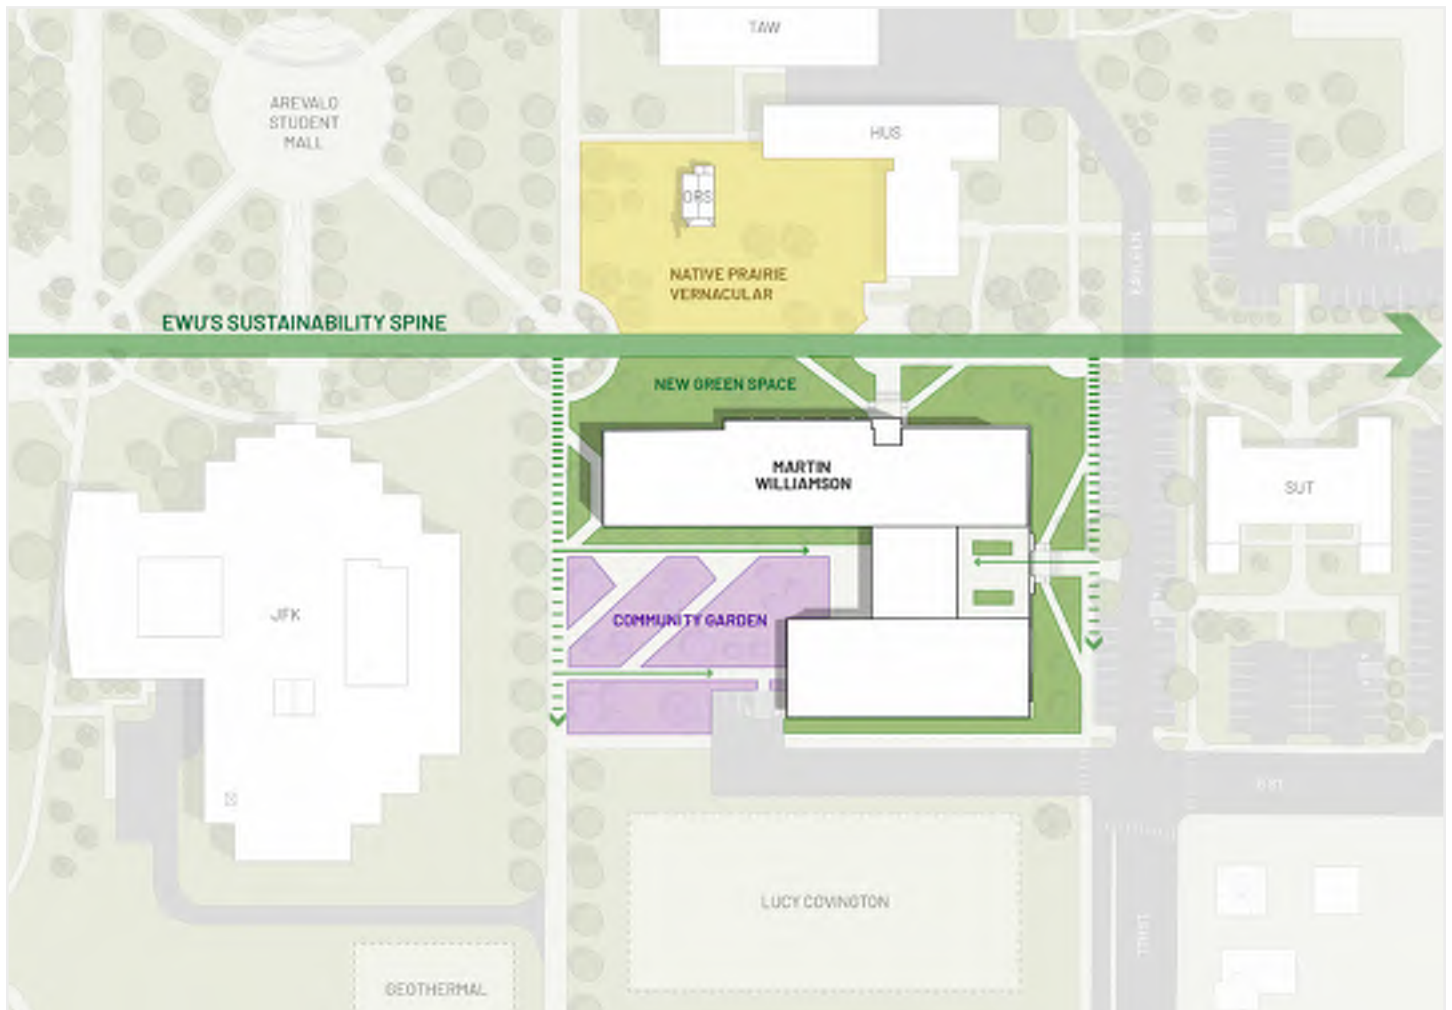 TAW
AREVALO
STUDENT
MALL
HUS
ORS
NATIVE PRAIRIE
VERNACULAR
EWU'S SUSTAINABILITY SPINE
NEW GREEN SPACE
MARTIN
WILLIAMSON
SUT
JFK
COMMUNITY GARDEN
LUCY COVINGTON
GEOTHERMAL